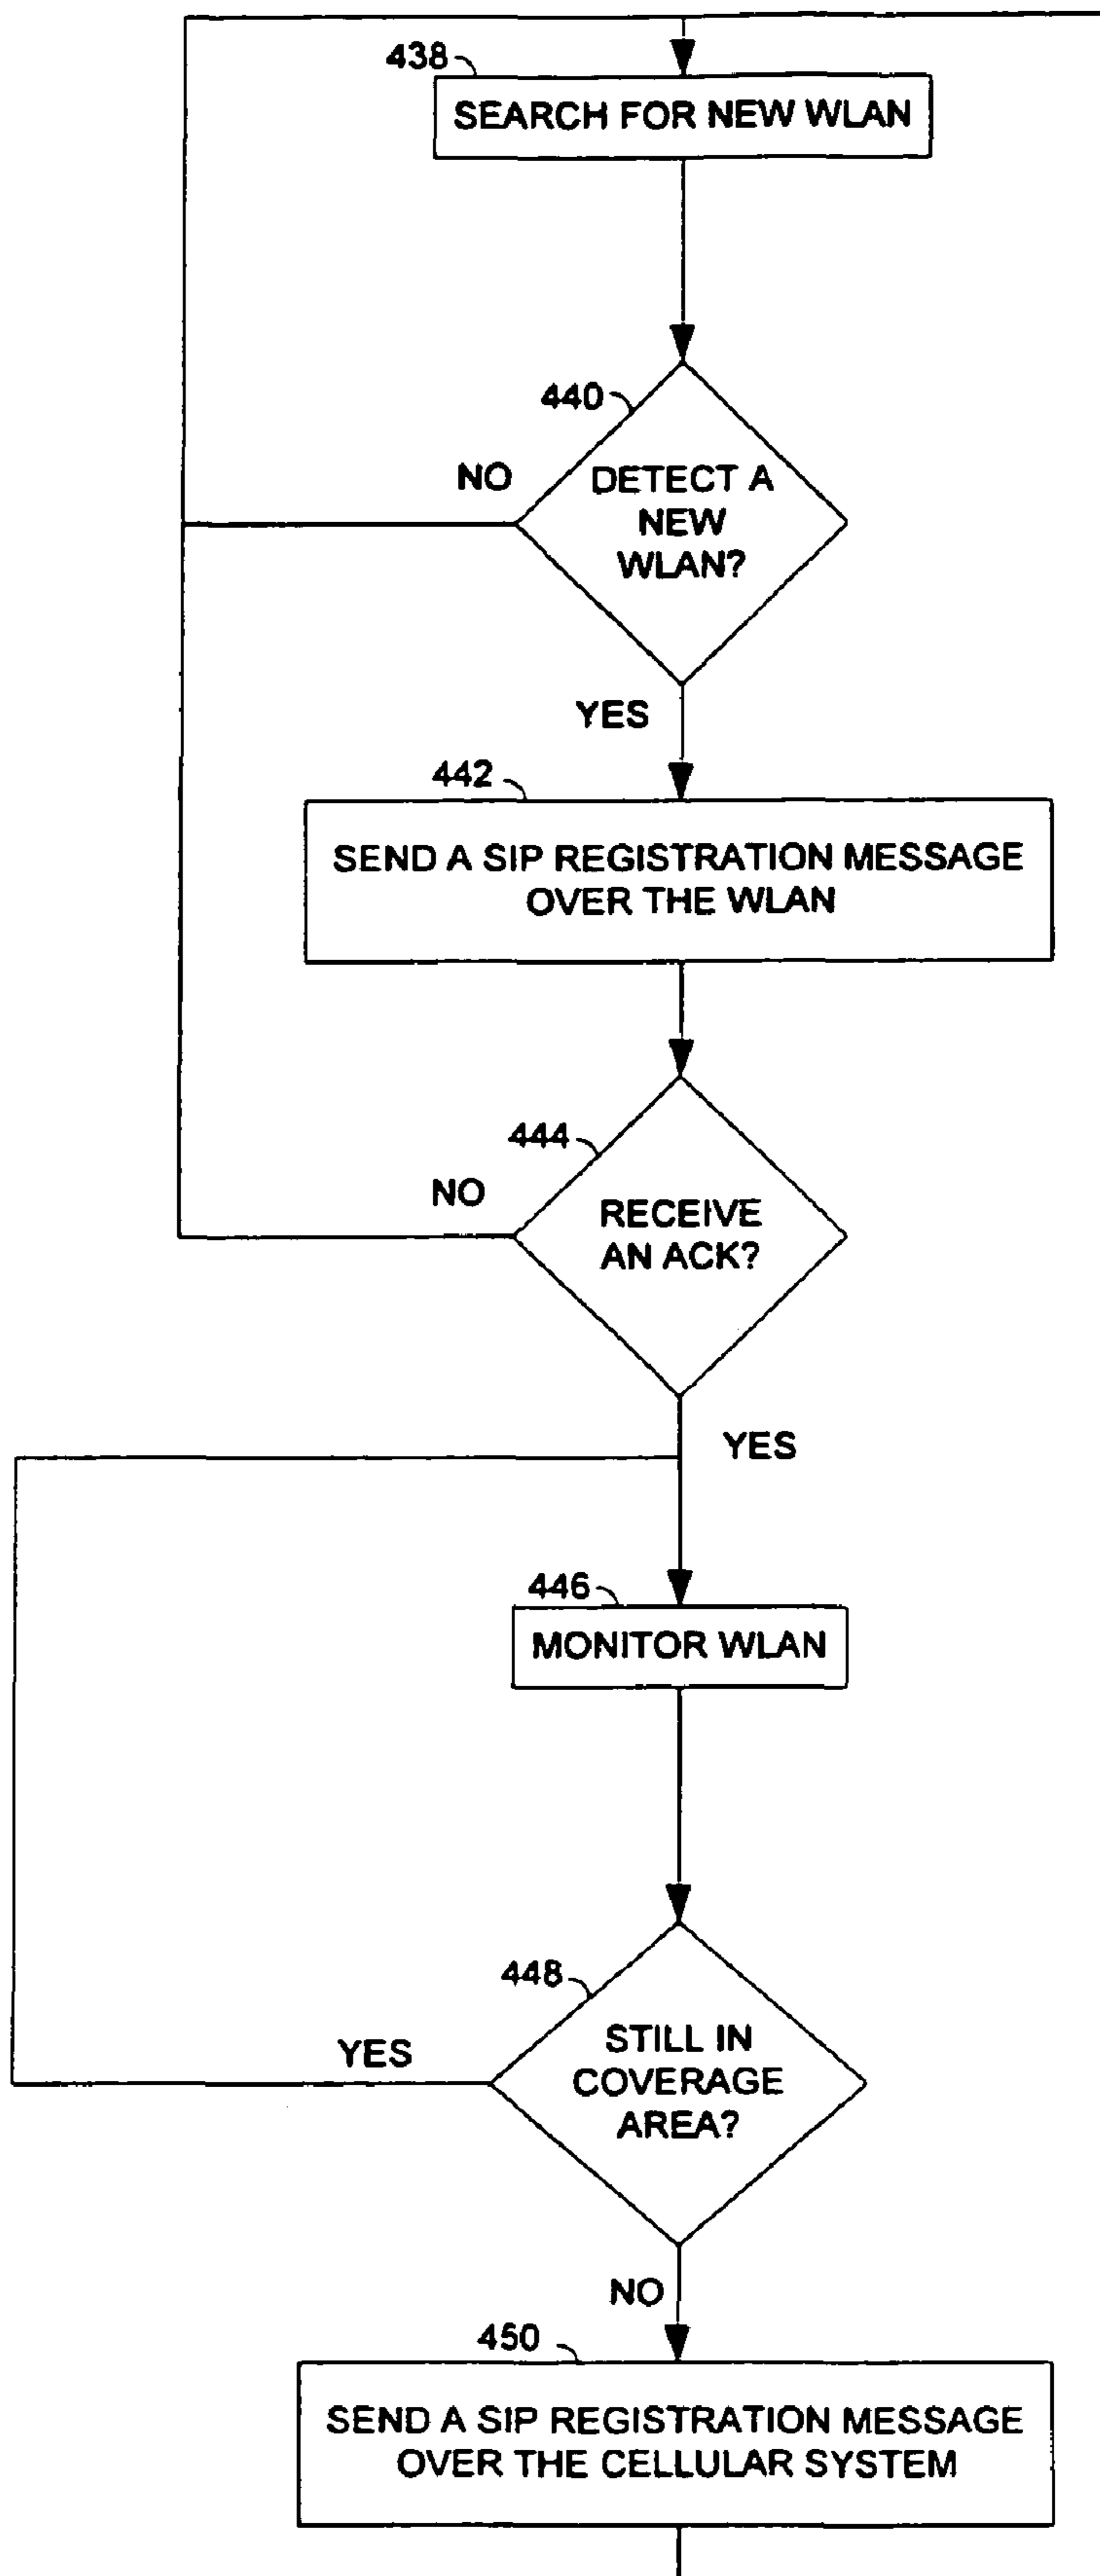 438
SEARCH FOR NEW WLAN
440
NO
DETECT A
NEW
WLAN?
YES
442
SEND A SIP REGISTRATION MESSAGE
OVER THE WLAN
444
NO
RECEIVE
AN ACK?
YES
446
MONITOR WLAN
448
YES
STILL IN
COVERAGE
AREA?
NO
450
SEND A SIP REGISTRATION MESSAGE
OVER THE CELLULAR SYSTEM